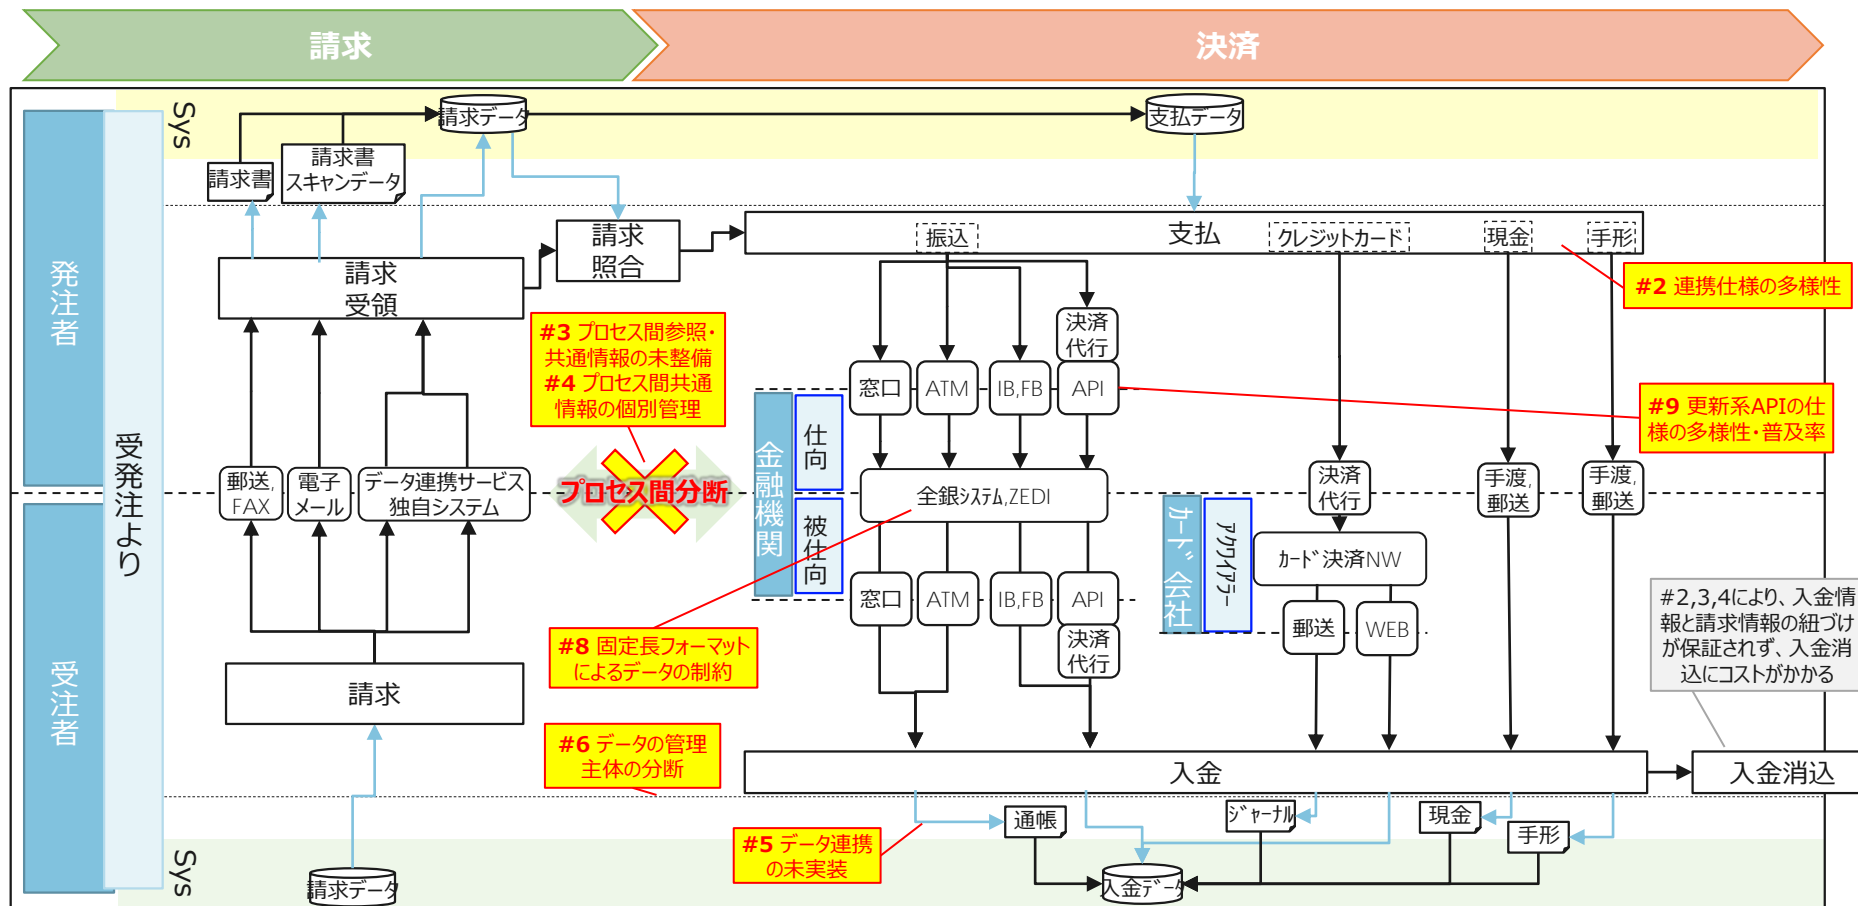 請求
決済
Sys
請求データ
支払データ
請求書
請求書
スキャンデータ
発注者
受発注より
請求
照合
支払
振込
クレジットカード
現金
手形
請求
受領
#2 連携仕様の多様性
#3 プロセス間参照・
共通情報の未整備
#4 プロセス間共通
情報の個別管理
決済
代行
窓口
ATM
IB,FB
API
#9 更新系APIの仕
様の多様性・普及率
金融機関
仕向
被仕向
郵送,
FAX
電子
メール
データ連携サービス
独自システム
プロセス間分断
全銀システム,ZEDI
決済
代行
手渡,
郵送
手渡,
郵送
カード会社
アクワイアラー
カード決済NW
窓口
ATM
IB,FB
API
決済
代行
郵送
WEB
#2,3,4により、入金情
報と請求情報の紐づけ
が保証されず、入金消
込にコストがかかる
#8 固定長フォーマット
によるデータの制約
受注者
請求
#6 データの管理
主体の分断
入金
入金消込
通帳
ジャーナル
現金
手形
#5 データ連携
の未実装
Sys
請求データ
入金データ